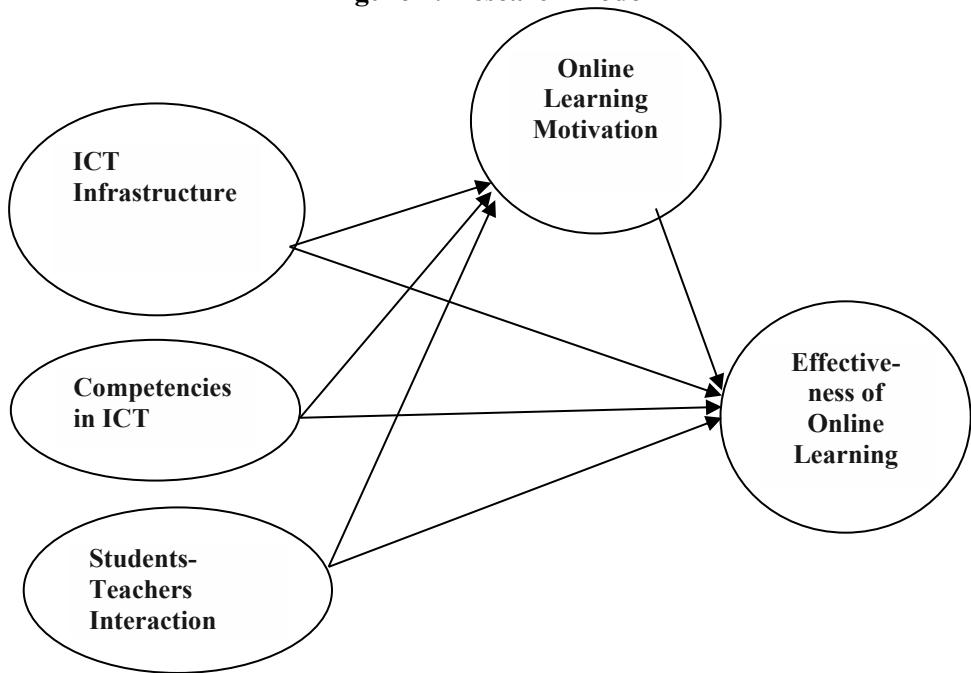 Online
Learning
Motivation
ICT
Infrastructure
Competencies
in ICT
Effective-
ness of
Online
Learning
Students-
Teachers
Interaction